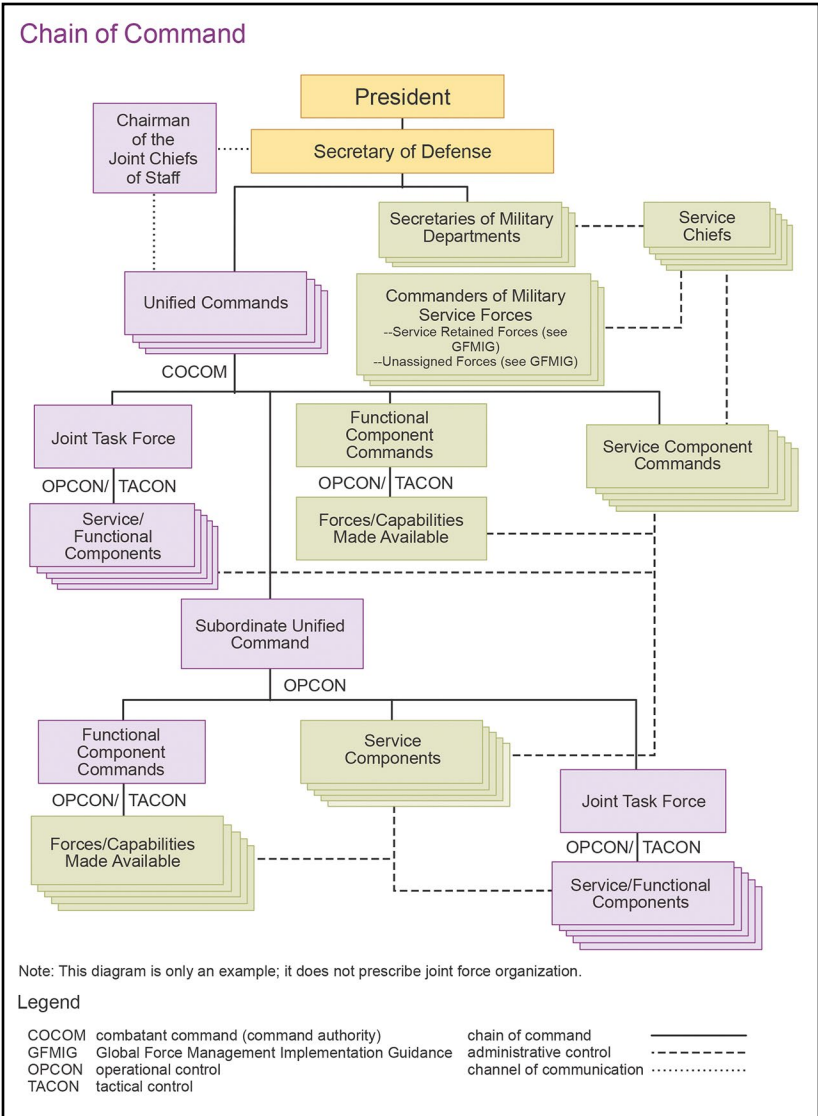 Chain of Command
President
Chairman
of the
Joint Chiefs
of Staff
Secretary of Defense
Secretaries of Military
Departments
Service
Chiefs
Unified Commands
Commanders of Military
Service Forces
--Service Retained Forces (see
GFMIG)
--Unassigned Forces (see GFMIG)
COCOM
Joint Task Force
Functional
Component
Commands
Service Component
Commands
OPCON/ TACON
OPCON/ TACON
Service/
Functional
Components
Forces/Capabilities
Made Available
Subordinate Unified
Command
OPCON
Functional
Component
Commands
Service
Components
Joint Task Force
OPCON/ TACON
Forces/Capabilities
Made Available
OPCON/ TACON
Service/Functional
Components
Note: This diagram is only an example; it does not prescribe joint force organization.
Legend
COCOM combatant command (command authority)
GFMIG Global Force Management Implementation Guidance
OPCON operational control
TACON tactical control
chain of command
administrative control
channel of communication